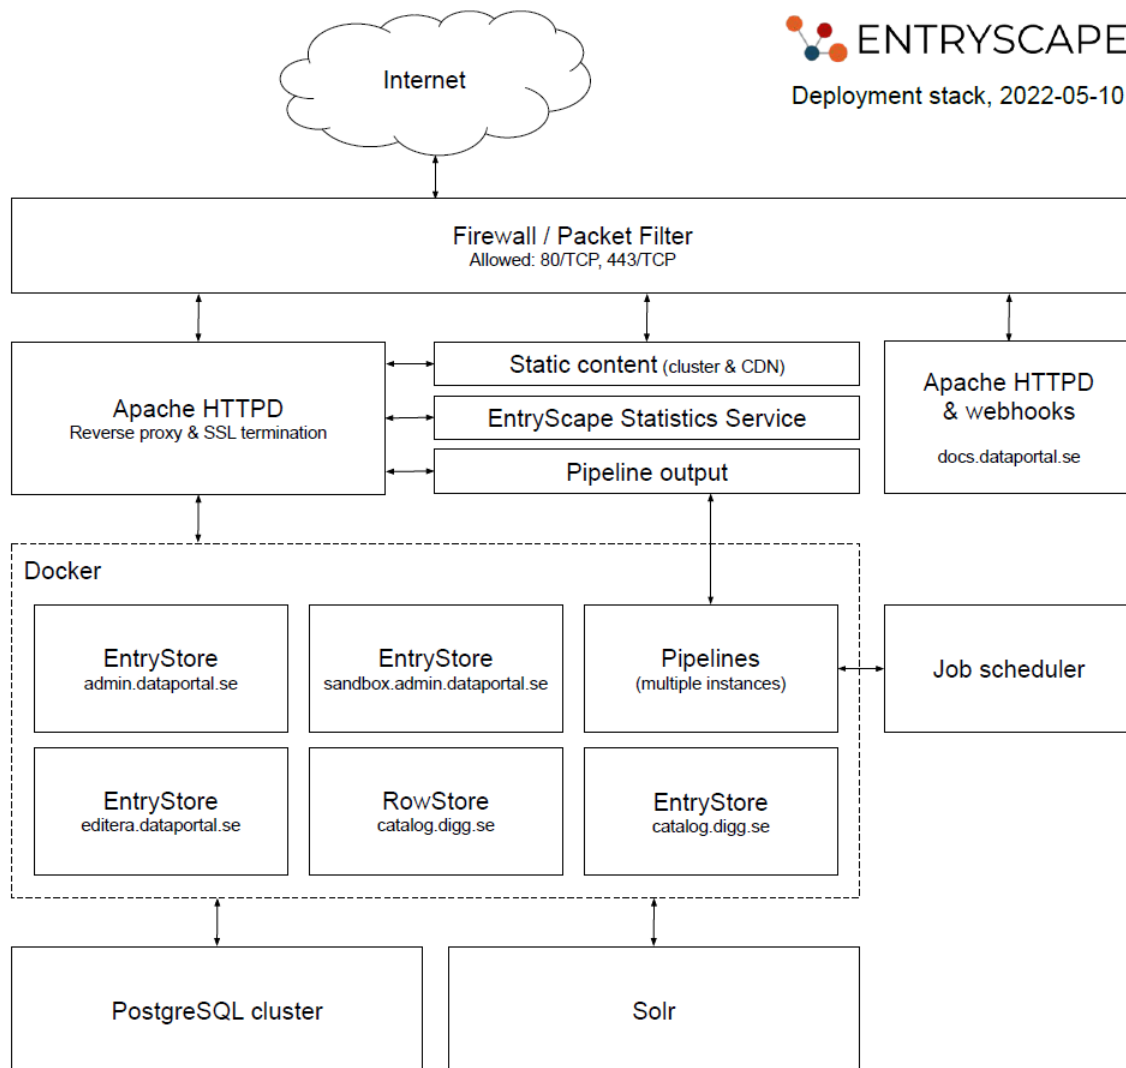 Internet
ENTRYSCAPE
Deployment stack, 2022-05-10
Firewall / Packet Filter
Allowed: 80/TCP, 443/TCP
Apache HTTPD
Reverse proxy & SSL termination
Static content (cluster & CDN)
EntryScape Statistics Service
Pipeline output
Apache HTTPD
& webhooks
docs.dataportal.se
Docker
EntryStore
admin.dataportal.se
EntryStore
sandbox.admin.dataportal.se
Pipelines
(multiple instances)
Job scheduler
EntryStore
editera.dataportal.se
RowStore
catalog.digg.se
EntryStore
catalog.digg.se
PostgreSQL cluster
Solr